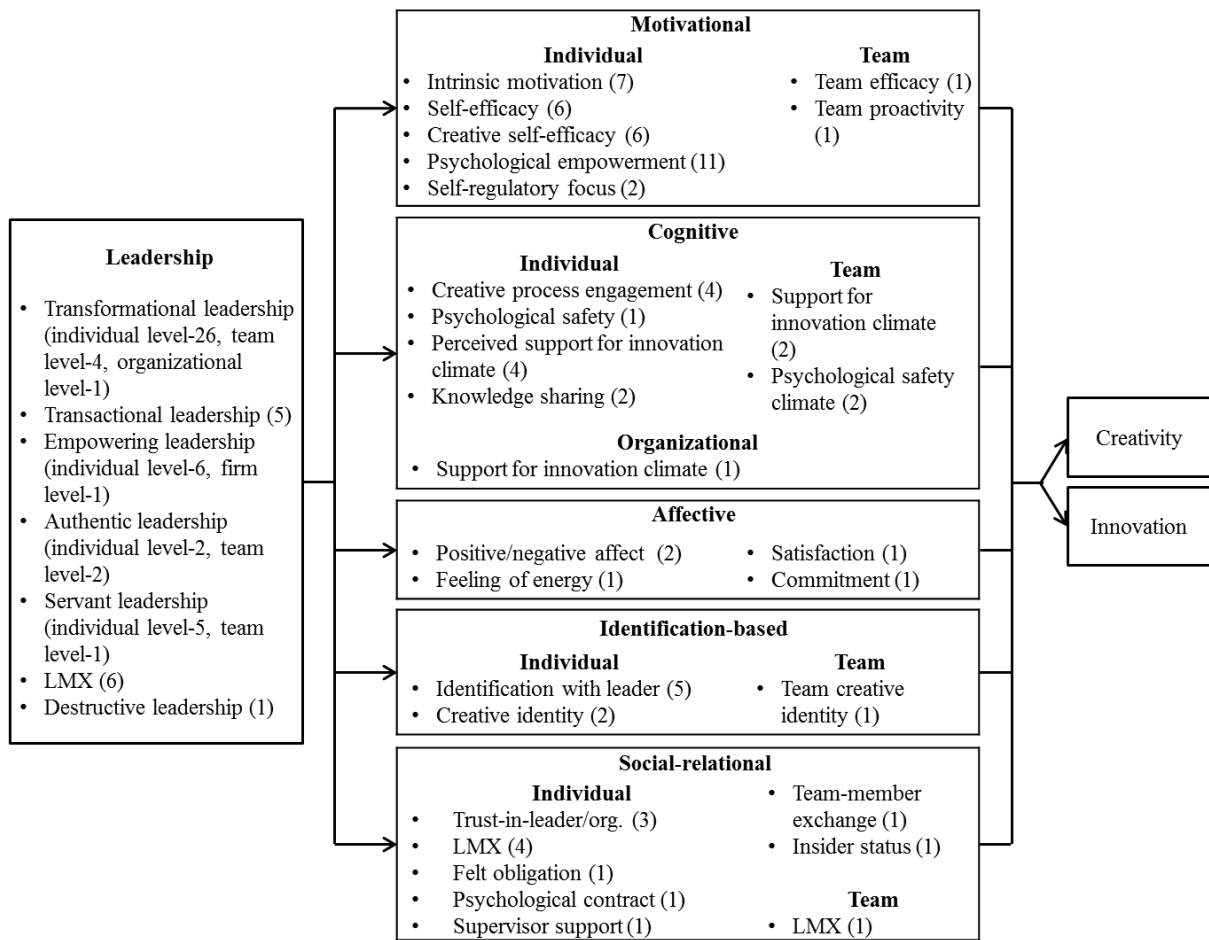 Leadership
• Transformational leadership
(individual level-26, team
level-4, organizational
level-1)
• Transactional leadership (5)
• Empowering leadership
(individual level-6, firm
level-1)
• Authentic leadership
(individual level-2, team
level-2)
• Servant leadership
(individual level-5, team
level-1)
• LMX (6)
• Destructive leadership (1)
Motivational
Individual
• Intrinsic motivation (7)
• Self-efficacy (6)
• Creative self-efficacy (6)
• Psychological empowerment (11)
• Self-regulatory focus (2)
Team
• Team efficacy (1)
• Team proactivity
(1)
Cognitive
Individual
• Creative process engagement (4)
• Psychological safety (1)
• Perceived support for innovation
climate (4)
• Knowledge sharing (2)
Team
• Support for
innovation climate
(2)
• Psychological safety
climate (2)
Organizational
• Support for innovation climate (1)
Affective
• Positive/negative affect (2)
• Feeling of energy (1)
• Satisfaction (1)
• Commitment (1)
Identification-based
Individual
• Identification with leader (5)
• Creative identity (2)
Team
• Team creative
identity (1)
Social-relational
Individual
• Trust-in-leader/org. (3)
• LMX (4)
• Felt obligation (1)
• Psychological contract (1)
• Supervisor support (1)
• Team-member
exchange (1)
• Insider status (1)
Team
• LMX (1)
Creativity
Innovation